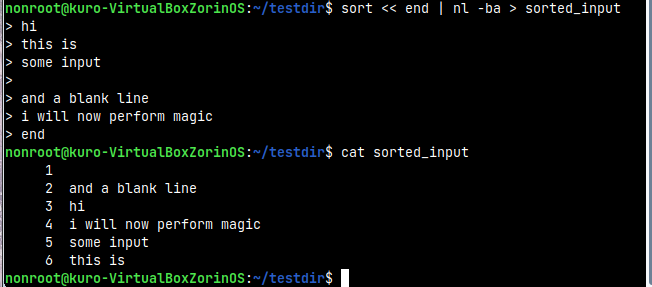 nonroot@kuro-VirtualBoxZorinOS:~/testdir$ sort << end | nl -ba > sorted_input
> hi
> this is
> some input
>
> and a blank line
> i will now perform magic
> end
nonroot@kuro-VirtualBoxZorinOS:~/testdir$ cat sorted_input
     1
     2  and a blank line
     3  hi
     4  i will now perform magic
     5  some input
     6  this is
nonroot@kuro-VirtualBoxZorinOS:~/testdir$